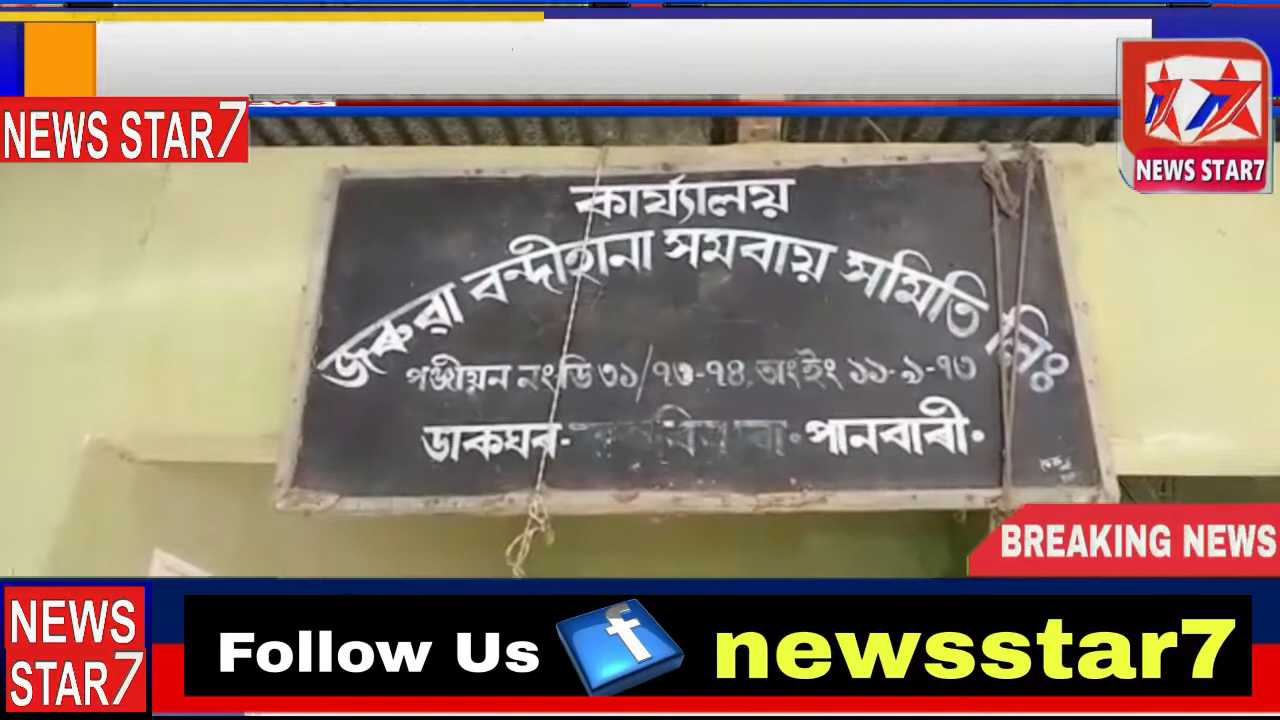 NEWS STAR7
NEWS STAR7
কাৰ্য্যালয়
জৰুৱা বন্দীহানা সমবায় সমিতি লিঃ
পঞ্জীয়ন নং ডি ৩১/৭৩-৭৪, তাংইং ১১-৯-৭৩
ডাকঘৰ- পানবাৰী.
BREAKING NEWS
NEWS STAR7
Follow Us f newsstar7